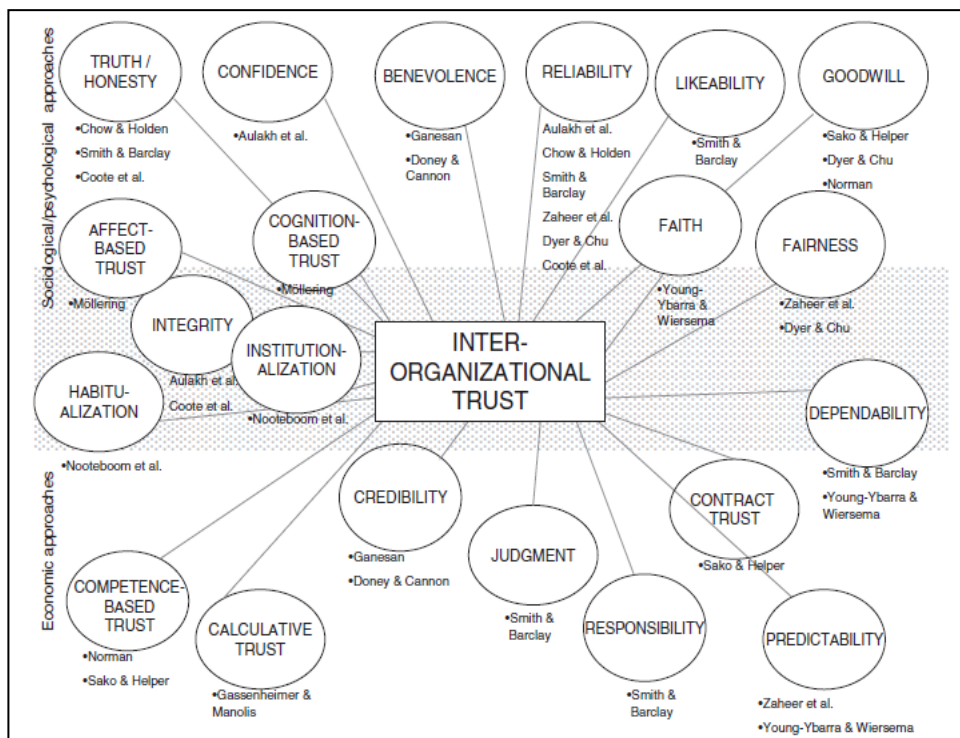 Sociological/psychological approaches
TRUTH /
HONESTY
•Chow & Holden
•Smith & Barclay
•Coote et al.
CONFIDENCE
•Aulakh et al.
BENEVOLENCE
•Ganesan
•Doney &
Cannon
RELIABILITY
Aulakh et al.
Chow & Holden
Smith &
Barclay
Zaheer et al.
Dyer & Chu
Coote et al.
LIKEABILITY
•Smith &
Barclay
GOODWILL
•Sako & Helper
•Dyer & Chu
•Norman
AFFECT-
BASED
TRUST
•Möllering
COGNITION-
BASED
TRUST
•Möllering
FAITH
•Young-
Ybarra &
Wiersema
FAIRNESS
•Zaheer et al.
•Dyer & Chu
INTEGRITY
Aulakh et al.
Coote et al.
INSTITUTION-
ALIZATION
•Nooteboom et al.
INTER-
ORGANIZATIONAL
TRUST
HABITU-
ALIZATION
•Nooteboom et al.
DEPENDABILITY
•Smith & Barclay
•Young-Ybarra &
Wiersema
Economic approaches
CREDIBILITY
•Ganesan
•Doney & Cannon
JUDGMENT
•Smith &
Barclay
CONTRACT
TRUST
•Sako & Helper
COMPETENCE-
BASED
TRUST
•Norman
•Sako & Helper
CALCULATIVE
TRUST
•Gassenheimer &
Manolis
RESPONSIBILITY
•Smith &
Barclay
PREDICTABILITY
•Zaheer et al.
•Young-Ybarra & Wiersema